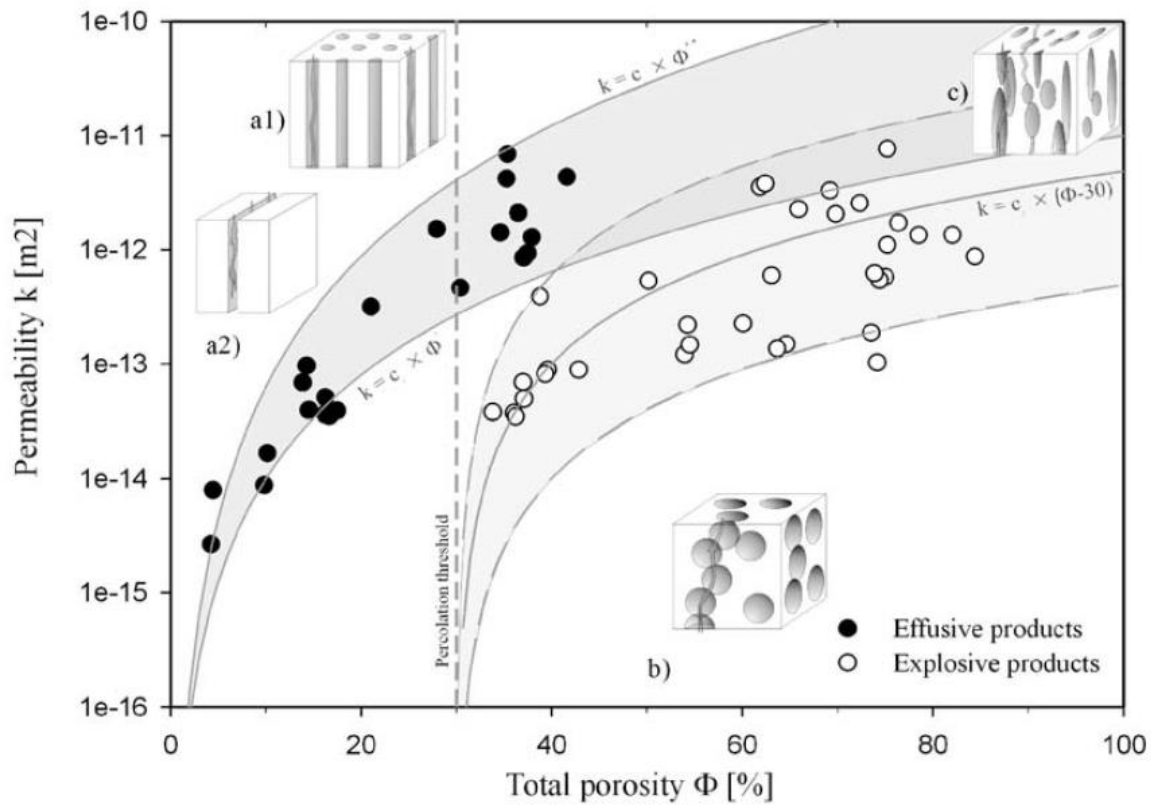 1e-10
1e-11
1e-12
1e-13
1e-14
1e-15
1e-16
Permeability k [m2]
a1)
a2)
b)
c)
k = c × Φ
k = c × Φ
k = c × (Φ-30)
Percolation threshold
Effusive products
Explosive products
0
20
40
60
80
100
Total porosity Φ [%]